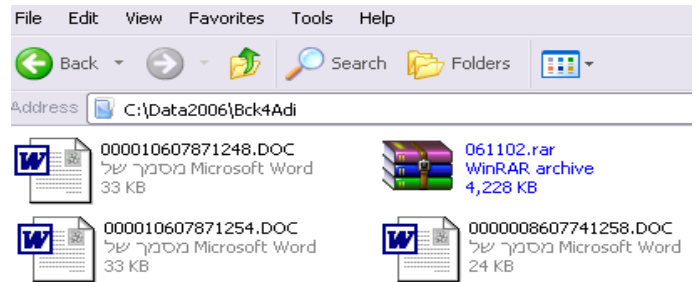 File Edit View Favorites Tools Help
Back Search Folders
Address C:\Data2006\Bck4Adi
000010607871248.DOC
מסמך של Microsoft Word
33 KB
061102.rar
WinRAR archive
4,228 KB
000010607871254.DOC
מסמך של Microsoft Word
33 KB
0000008607741258.DOC
מסמך של Microsoft Word
24 KB